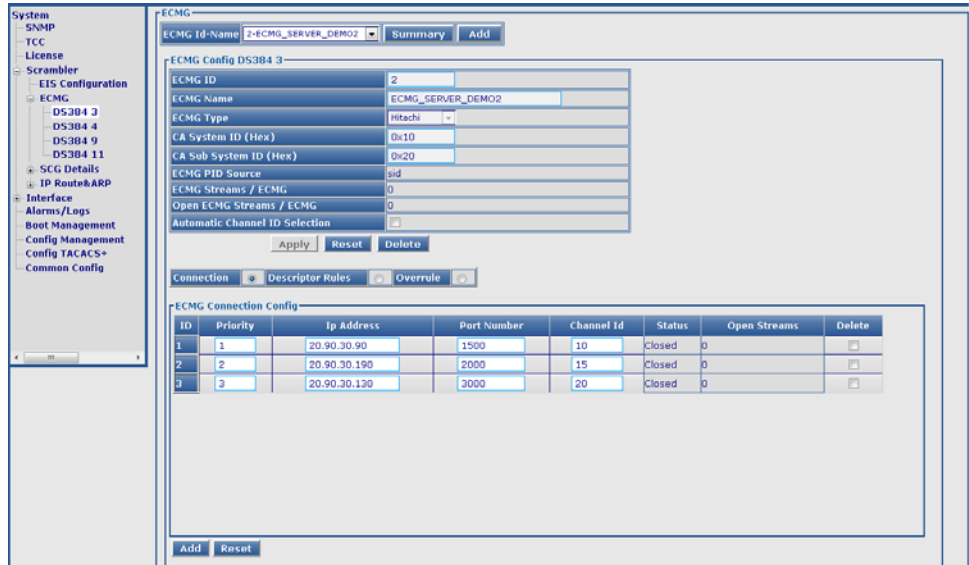 System
SNMP
TCC
License
Scrambler
EIS Configuration
ECMG
DS384 3
DS384 4
DS384 9
DS384 11
SCG Details
IP Route&ARP
Interface
Alarms/Logs
Boot Management
Config Management
Config TACACS+
Common Config
ECMG
ECMG Id-Name 2-ECMG_SERVER_DEMO2 Summary Add
ECMG Config DS384 3
ECMG ID 2
ECMG Name ECMG_SERVER_DEMO2
ECMG Type Hitachi
CA System ID (Hex) 0x10
CA Sub System ID (Hex) 0x20
ECMG PID Source sid
ECMG Streams / ECMG 0
Open ECMG Streams / ECMG 0
Automatic Channel ID Selection
Apply Reset Delete
Connection Descriptor Rules Overrule
ECMG Connection Config
ID Priority Ip Address Port Number Channel Id Status Open Streams Delete
1 1 20.90.30.90 1500 10 Closed 0
2 2 20.90.30.190 2000 15 Closed 0
3 3 20.90.30.130 3000 20 Closed 0
Add Reset